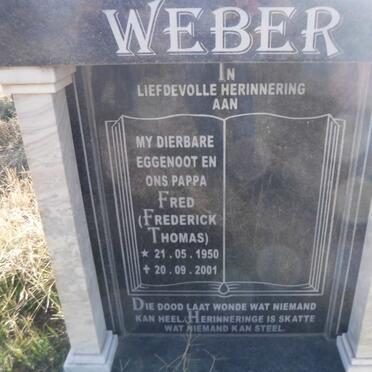 WEBER
IN
LIEFDEVOLLE HERINNERING
AAN
MY DIERBARE
EGGENOOT EN
ONS PAPPA
FRED
(FREDERICK
THOMAS)
★ 21.05.1950
✝ 20.09.2001
DIE DOOD LAAT WONDE WAT NIEMAND
KAN HEEL. HERINNERINGE IS SKATTE
WAT NIEMAND KAN STEEL.